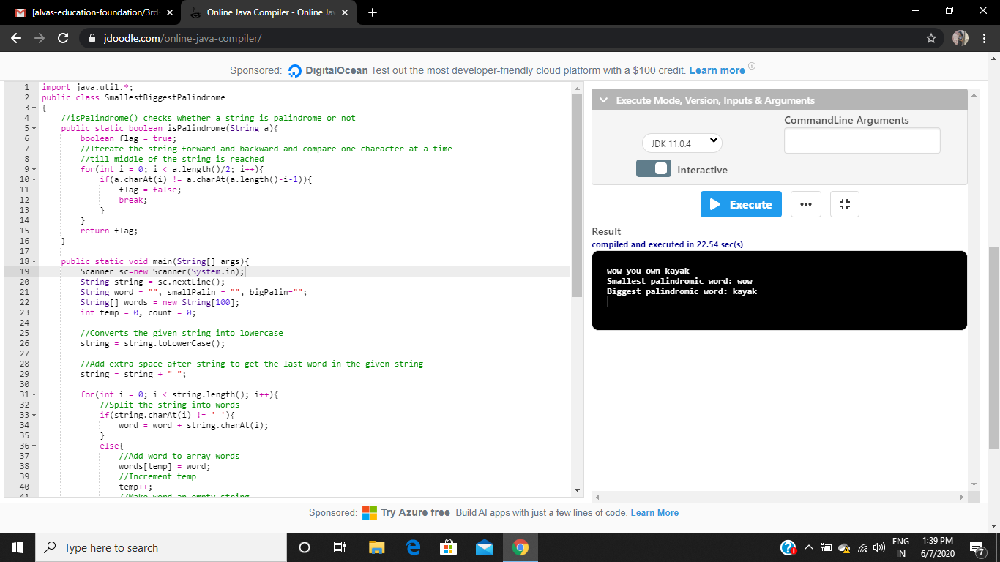 [alvas-education-foundation/3rd
Online Java Compiler - Online Jav
jdoodle.com/online-java-compiler/
Sponsored: DigitalOcean Test out the most developer-friendly cloud platform with a $100 credit. Learn more
1 import java.util.*;
2 public class SmallestBiggestPalindrome
3 {
4 //isPalindrome() checks whether a string is palindrome or not
5 public static boolean isPalindrome(String a){
6 boolean flag = true;
7 //Iterate the string forward and backward and compare one character at a time
8 //till middle of the string is reached
9 for(int i = 0; i < a.length()/2; i++){
10 if(a.charAt(i) != a.charAt(a.length()-i-1)){
11 flag = false;
12 break;
13 }
14 }
15 return flag;
16 }
17
18 public static void main(String[] args){
19 Scanner sc=new Scanner(System.in);
20 String string = sc.nextLine();
21 String word = "", smallPalin = "", bigPalin="";
22 String[] words = new String[100];
23 int temp = 0, count = 0;
24
25 //Converts the given string into lowercase
26 string = string.toLowerCase();
27
28 //Add extra space after string to get the last word in the given string
29 string = string + " ";
30
31 for(int i = 0; i < string.length(); i++){
32 //Split the string into words
33 if(string.charAt(i) != ' '){
34 word = word + string.charAt(i);
35 }
36 else{
37 //Add word to array words
38 words[temp] = word;
39 //Increment temp
40 temp++;
41 //Make word an empty string
Execute Mode, Version, Inputs & Arguments
CommandLine Arguments
JDK 11.0.4
Interactive
Execute
Result
compiled and executed in 22.54 sec(s)
wow you own kayak
Smallest palindromic word: wow
Biggest palindromic word: kayak
Sponsored: Try Azure free Build AI apps with just a few lines of code. Learn More
Type here to search
ENG
IN
1:39 PM
6/7/2020
7